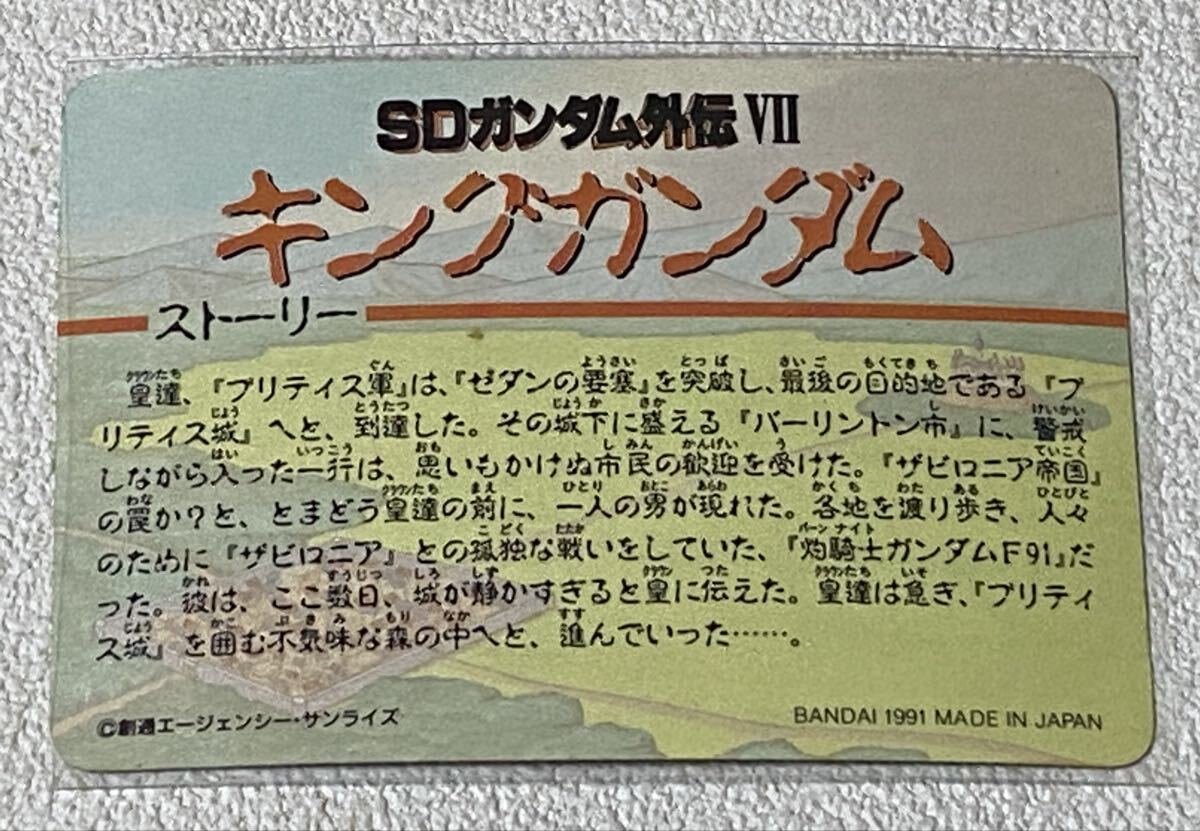 SDガンダム外伝 VII
キングガンダム
ストーリー
皇達、『ブリティス軍』は、『ゼダンの要塞』を突破し、最後の目的地である『ブ
リティス城』へと、到達した。その城下に盛える『バーリントン市』に、警戒
しながら入った一行は、思いもかけぬ市民の歓迎を受けた。『ザビロニア帝国』
の罠か?と、とまどう皇達の前に、一人の男が現れた。各地を渡り歩き、人々
のために『ザビロニア』との孤独な戦いをしていた、『灼騎士ガンダムF91』だ
った。彼は、ここ数日、城が静かすぎると皇に伝えた。皇達は急ぎ、『ブリティ
ス城』を囲む不気味な森の中へと、進んでいった……。
©創通エージェンシー・サンライズ
BANDAI 1991 MADE IN JAPAN